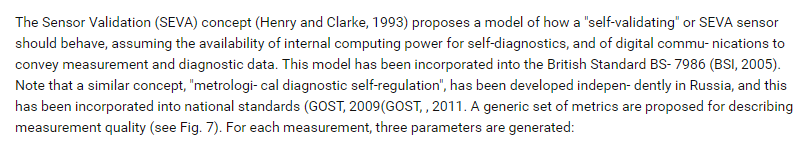 The Sensor Validation (SEVA) concept (Henry and Clarke, 1993) proposes a model of how a "self-validating" or SEVA sensor
should behave, assuming the availability of internal computing power for self-diagnostics, and of digital commu- nications to
convey measurement and diagnostic data. This model has been incorporated into the British Standard BS- 7986 (BSI, 2005).
Note that a similar concept, "metrologi- cal diagnostic self-regulation", has been developed indepen- dently in Russia, and this
has been incorporated into national standards (GOST, 2009(GOST, , 2011. A generic set of metrics are proposed for describing
measurement quality (see Fig. 7). For each measurement, three parameters are generated: